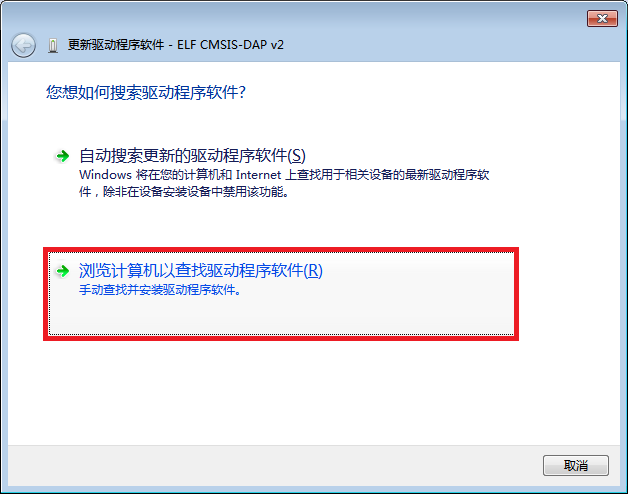 更新驱动程序软件 - ELF CMSIS-DAP v2
您想如何搜索驱动程序软件?
自动搜索更新的驱动程序软件(S)
Windows 将在您的计算机和 Internet 上查找用于相关设备的最新驱动程序软
件，除非在设备安装设备中禁用该功能。
浏览计算机以查找驱动程序软件(R)
手动查找并安装驱动程序软件。
取消